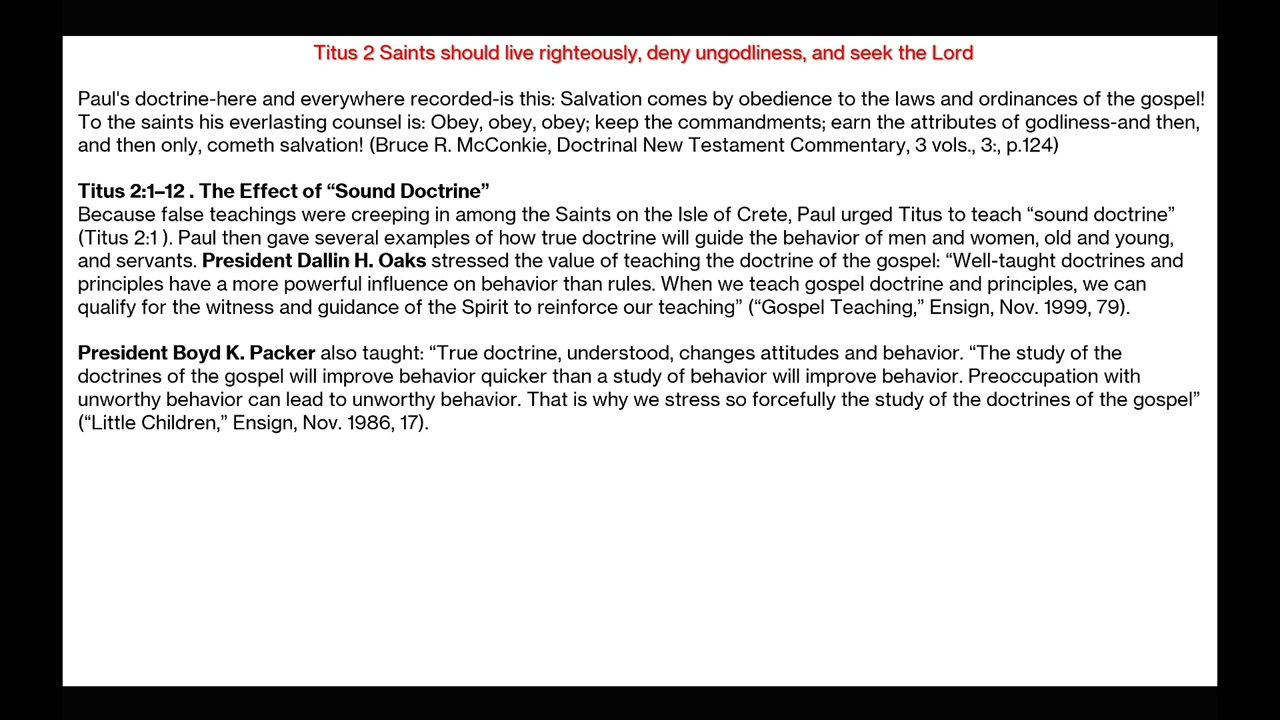 Titus 2 Saints should live righteously, deny ungodliness, and seek the Lord
Paul's doctrine-here and everywhere recorded-is this: Salvation comes by obedience to the laws and ordinances of the gospel!
To the saints his everlasting counsel is: Obey, obey, obey; keep the commandments; earn the attributes of godliness-and then,
and then only, cometh salvation! (Bruce R. McConkie, Doctrinal New Testament Commentary, 3 vols., 3:, p.124)
Titus 2:1–12 . The Effect of “Sound Doctrine”
Because false teachings were creeping in among the Saints on the Isle of Crete, Paul urged Titus to teach “sound doctrine”
(Titus 2:1 ). Paul then gave several examples of how true doctrine will guide the behavior of men and women, old and young,
and servants. President Dallin H. Oaks stressed the value of teaching the doctrine of the gospel: “Well-taught doctrines and
principles have a more powerful influence on behavior than rules. When we teach gospel doctrine and principles, we can
qualify for the witness and guidance of the Spirit to reinforce our teaching” (“Gospel Teaching,” Ensign, Nov. 1999, 79).
President Boyd K. Packer also taught: “True doctrine, understood, changes attitudes and behavior. “The study of the
doctrines of the gospel will improve behavior quicker than a study of behavior will improve behavior. Preoccupation with
unworthy behavior can lead to unworthy behavior. That is why we stress so forcefully the study of the doctrines of the gospel”
(“Little Children,” Ensign, Nov. 1986, 17).